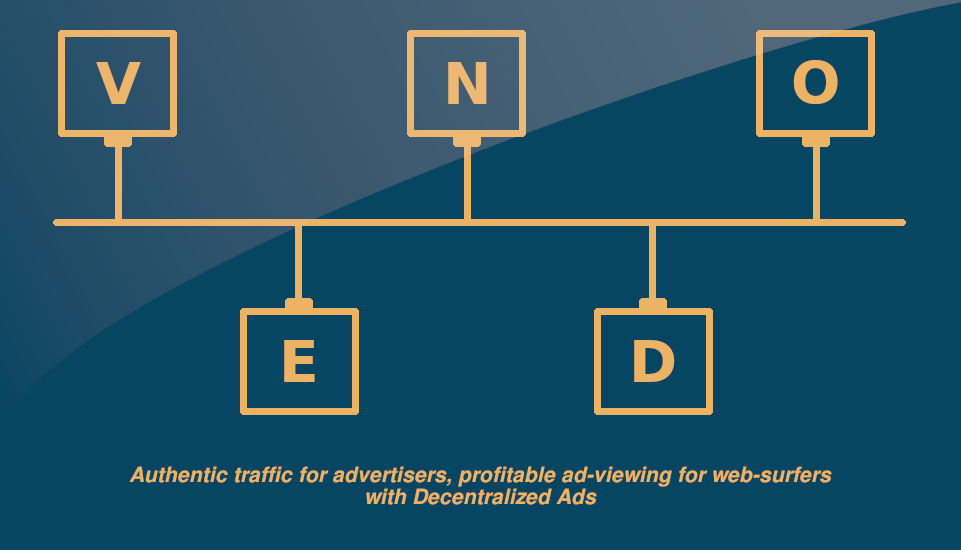 V N O
E D
Authentic traffic for advertisers, profitable ad-viewing for web-surfers
with Decentralized Ads